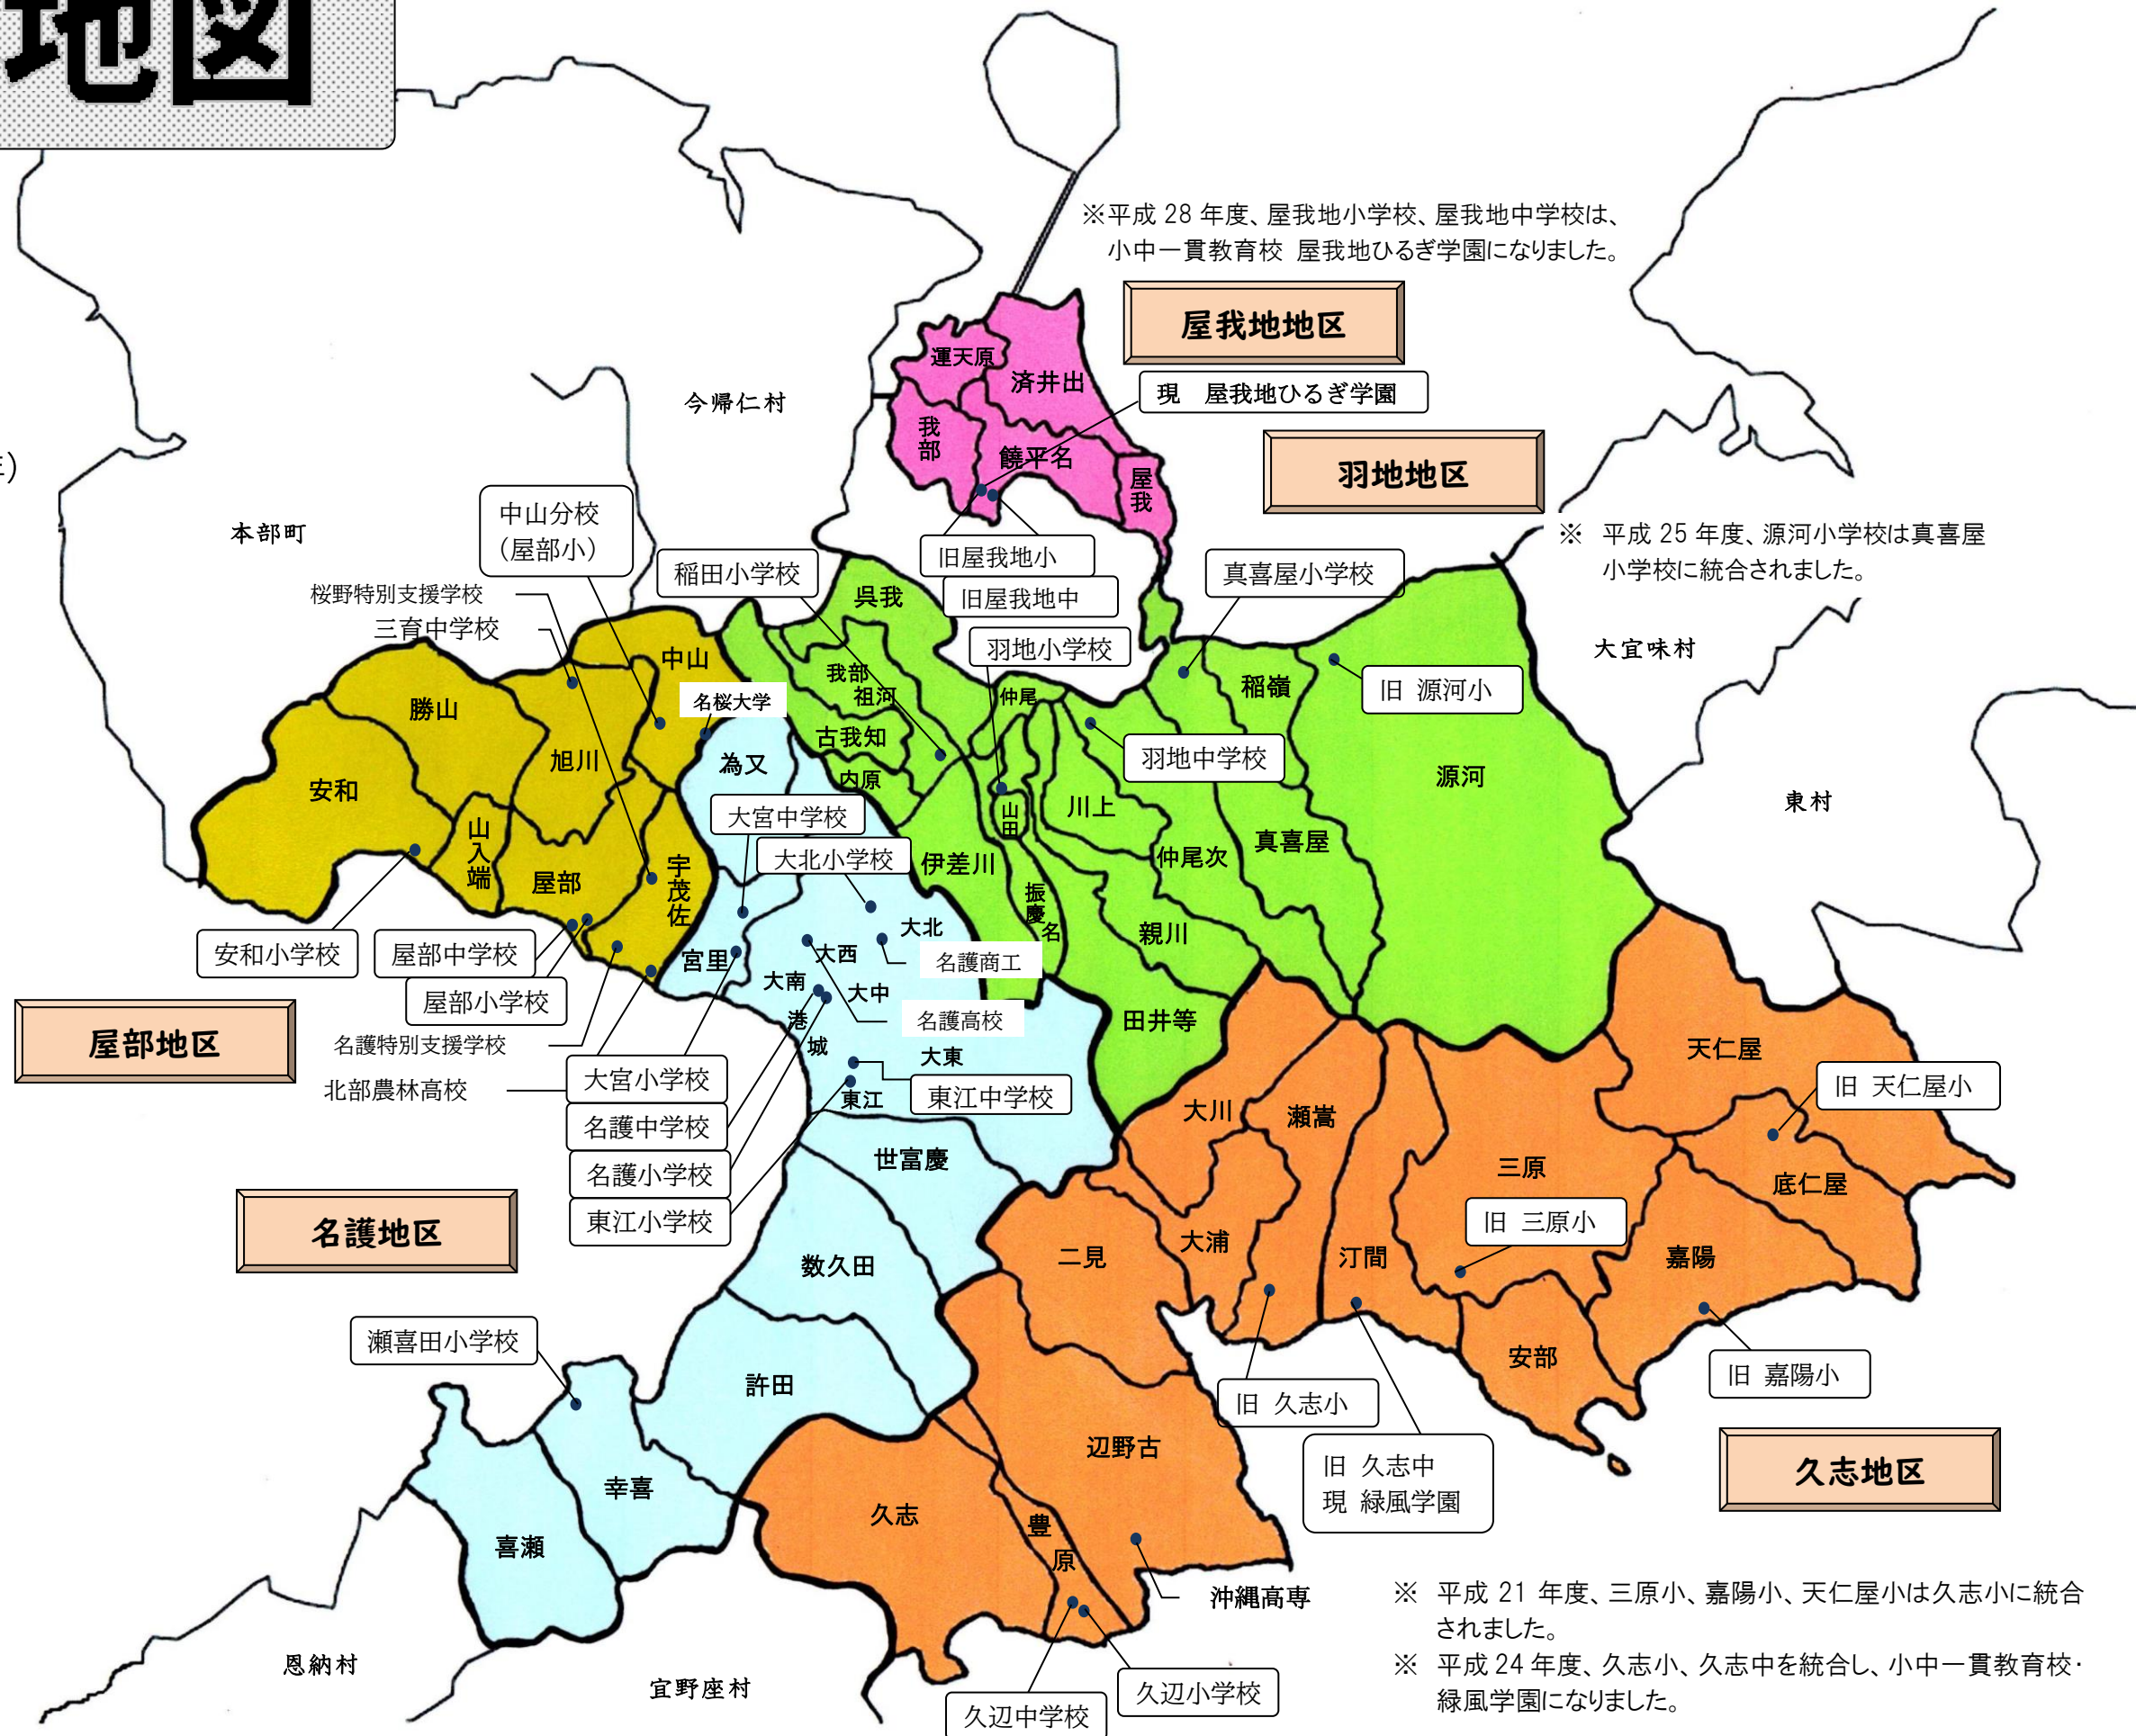 地図
※平成 28 年度、屋我地小学校、屋我地中学校は、
小中一貫教育校 屋我地ひるぎ学園になりました。
屋我地地区
運天原
済井出
現 屋我地ひるぎ学園
今帰仁村
我部
饒平名
屋我
羽地地区
本部町
中山分校
（屋部小）
旧屋我地小
旧屋我地中
※ 平成 25 年度、源河小学校は真喜屋
小学校に統合されました。
稲田小学校
真喜屋小学校
桜野特別支援学校
三育中学校
呉我
羽地小学校
大宜味村
中山
我部
祖河
仲尾
稲嶺
旧 源河小
名桜大学
勝山
古我知
羽地中学校
旭川
為又
内原
源河
安和
東村
大宮中学校
山田
川上
山入端
大北小学校
伊差川
仲尾次
真喜屋
屋部
宇茂佐
振慶名
安和小学校
屋部中学校
宮里
大西
大北
名護商工
親川
屋部小学校
大南
大中
屋部地区
港
名護高校
田井等
名護特別支援学校
城
大東
天仁屋
北部農林高校
大宮小学校
東江
東江中学校
旧 天仁屋小
名護中学校
大川
瀬嵩
名護小学校
世富慶
三原
底仁屋
東江小学校
旧 三原小
名護地区
数久田
二見
大浦
汀間
嘉陽
瀬喜田小学校
許田
安部
旧 嘉陽小
旧 久志小
辺野古
久志地区
幸喜
久志
旧 久志中
現 緑風学園
喜瀬
豊原
沖縄高専
※ 平成 21 年度、三原小、嘉陽小、天仁屋小は久志小に統合
されました。
恩納村
宜野座村
※ 平成 24 年度、久志小、久志中を統合し、小中一貫教育校・
緑風学園になりました。
久辺小学校
久辺中学校